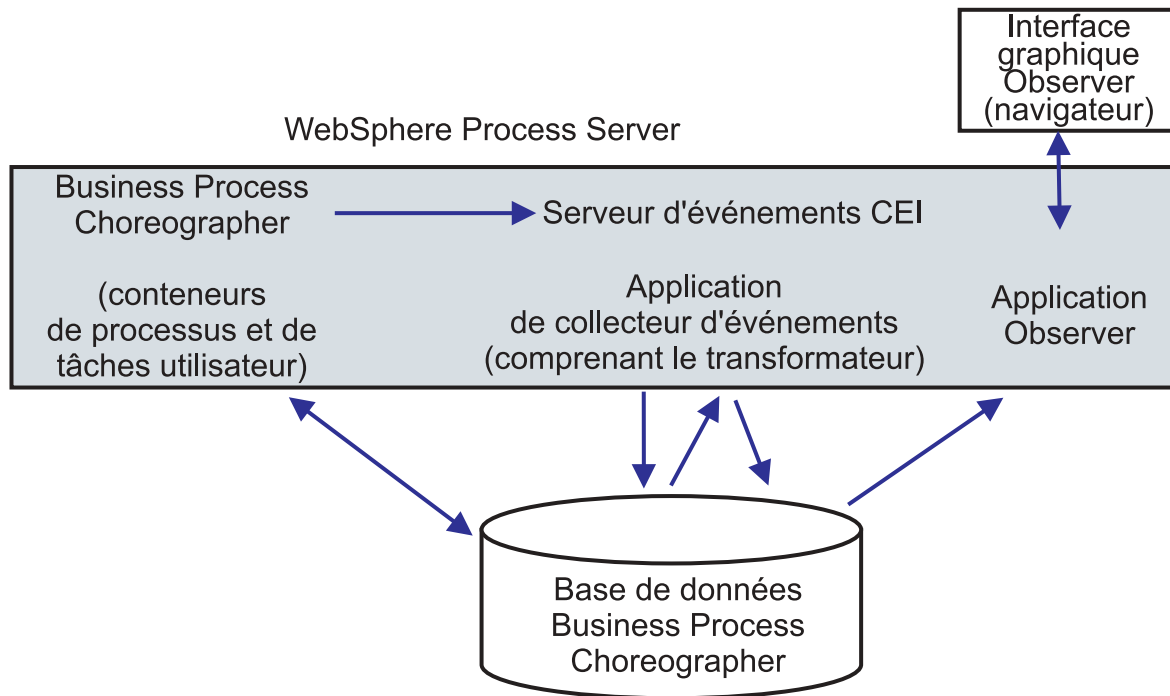 Interface
graphique
Observer
(navigateur)
WebSphere Process Server
Business Process
Choreographer
Serveur d'événements CEI
(conteneurs
de processus et de
tâches utilisateur)
Application
de collecteur d'événements
(comprenant le transformateur)
Application
Observer
Base de données
Business Process
Choreographer